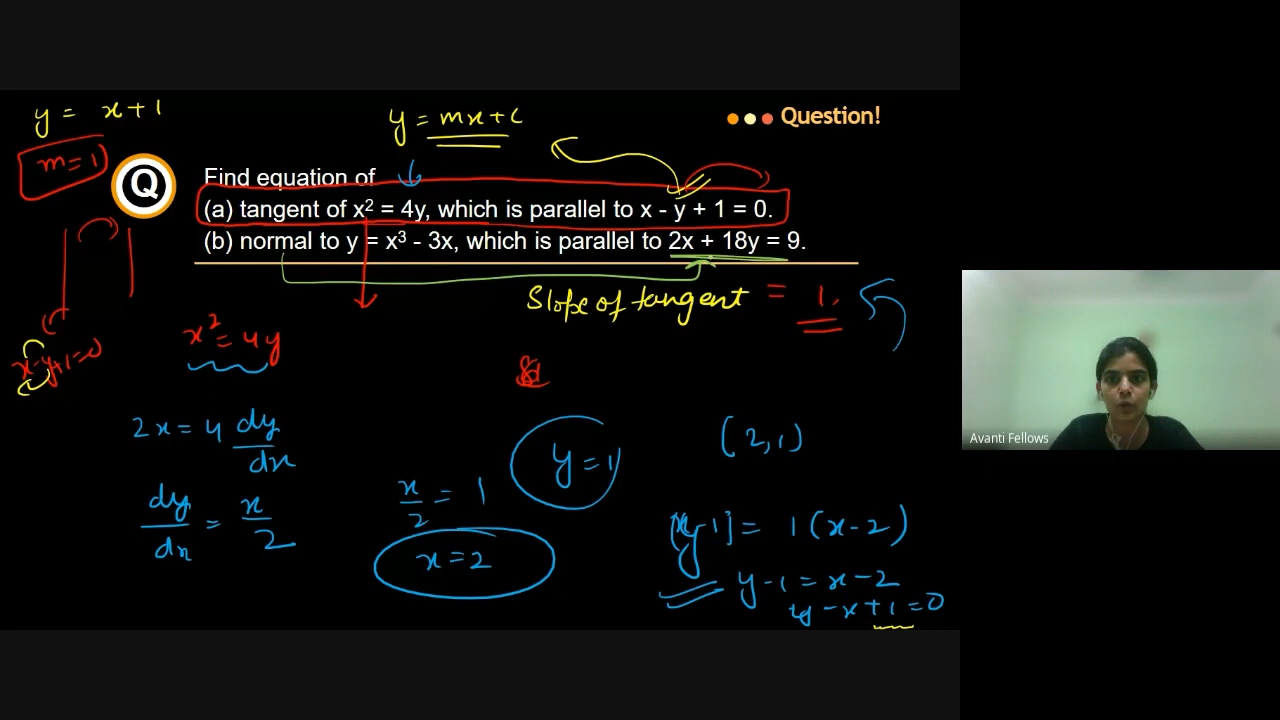 y = x + 1
y = mx + c
Question!
m = 1
Q
Find equation of
(a) tangent of x² = 4y, which is parallel to x - y + 1 = 0.
(b) normal to y = x³ - 3x, which is parallel to 2x + 18y = 9.
Slope of tangent = 1.
x² = 4y
x-y+1=0
2x = 4 dy/dx
dy/dx = x/2
x/2 = 1
y = 1
x = 2
(2,1)
[y-1] = 1(x-2)
y-1 = x-2
y-x+1=0
Avanti Fellows